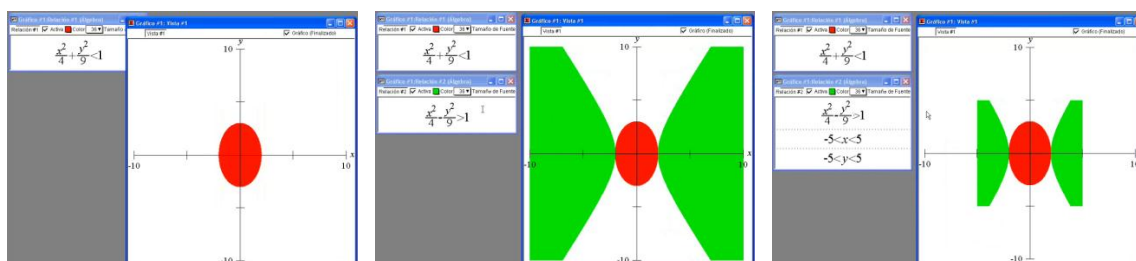 Gráfico #1:Relación #1 (Álgebra)
Relación #1 Activa Color 36 Tamaño de
x²/4 + y²/9 < 1
Gráfico #1: Vista #1
Vista #1 Gráfico (Finalizado)
y
10
-10
10
x
-10
Gráfico #1:Relación #1 (Álgebra)
Relación #1 Activa Color 36 Tamaño de Fuente
x²/4 + y²/9 < 1
Gráfico #1:Relación #2 (Álgebra)
Relación #2 Activa Color 36 Tamaño de Fuente
x²/4 - y²/9 > 1
Gráfico #1: Vista #1
Vista #1 Gráfico (Finalizado)
y
10
-10
10
x
-10
Gráfico #1:Relación #1 (Álgebra)
Relación #1 Activa Color 36 Tamaño de Fuente
x²/4 + y²/9 < 1
Gráfico #1:Relación #2 (Álgebra)
Relación #2 Activa Color 36 Tamaño de Fuente
x²/4 - y²/9 > 1
-5<x<5
-5<y<5
Gráfico #1: Vista #1
Vista #1 Gráfico (Finalizado)
y
10
-10
10
x
-10